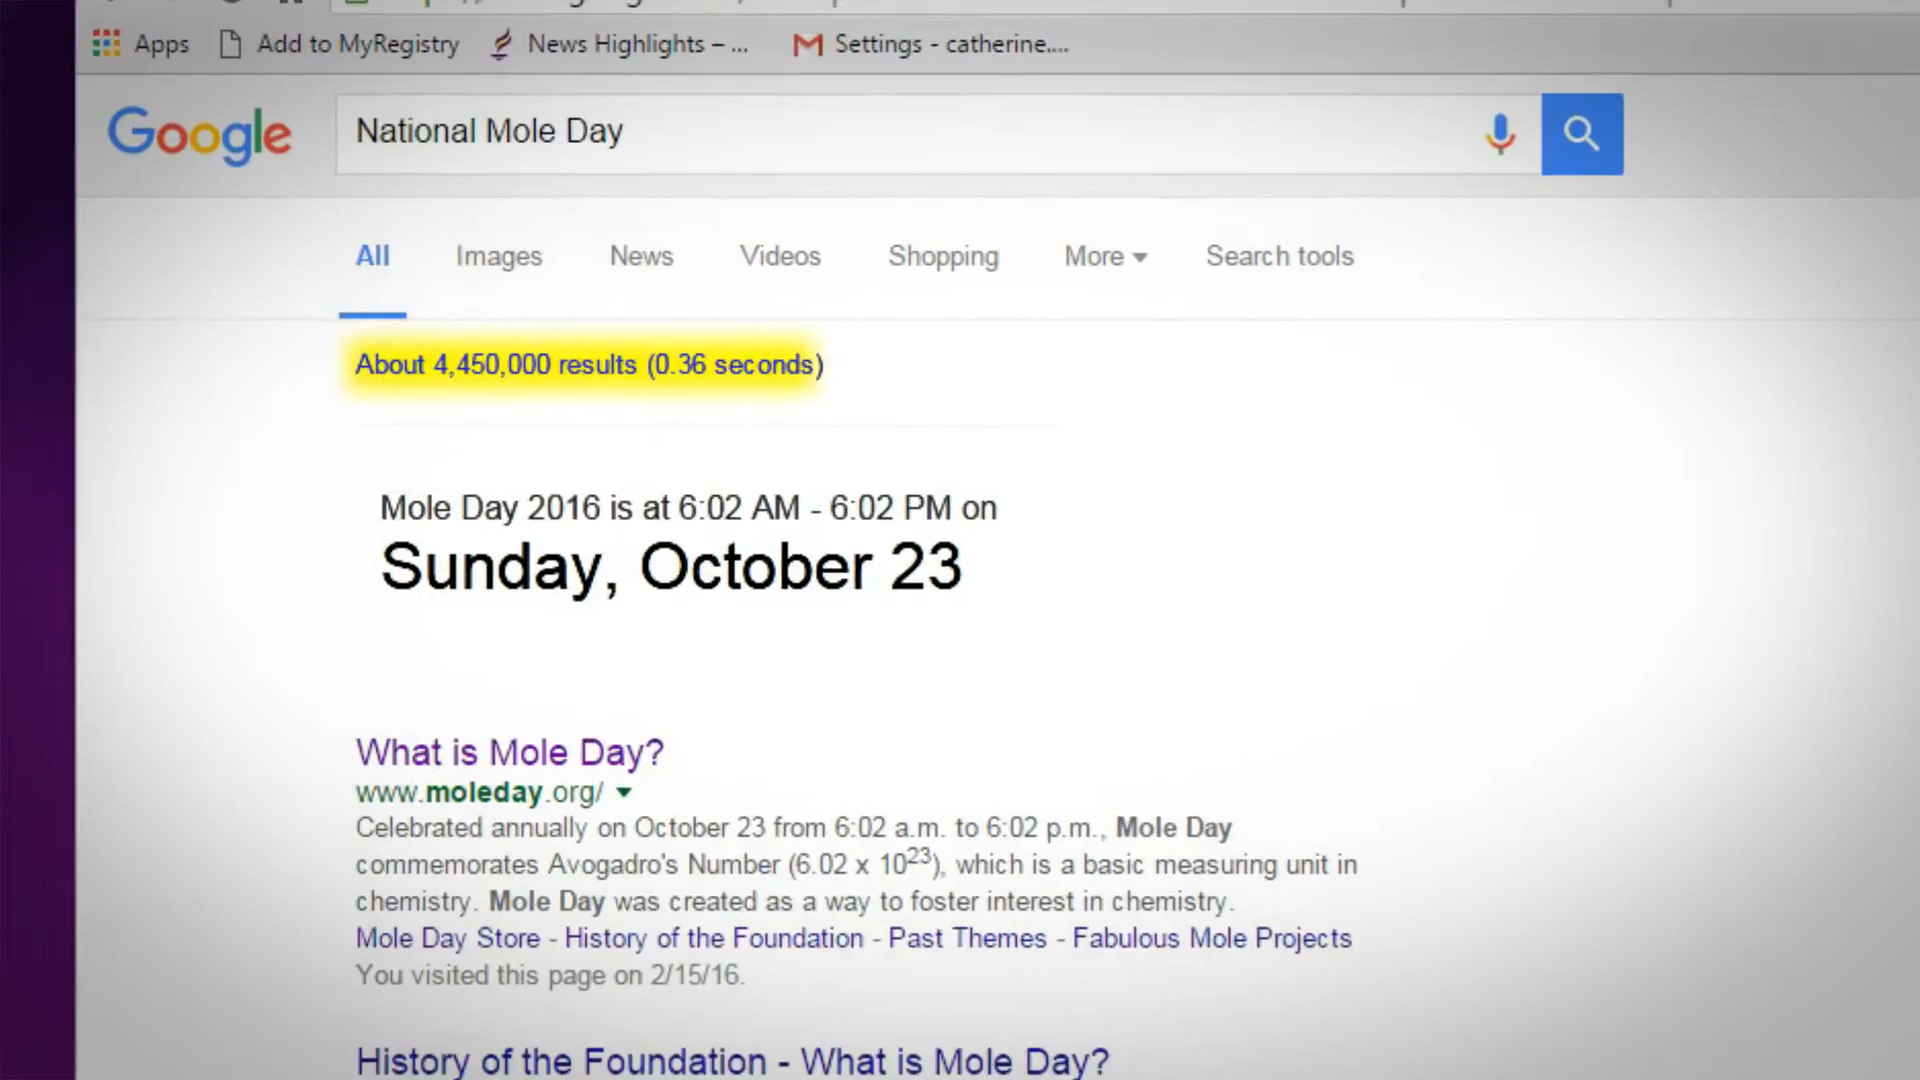 Apps Add to MyRegistry News Highlights – ... Settings - catherine....
Google National Mole Day
All Images News Videos Shopping More Search tools
About 4,450,000 results (0.36 seconds)
Mole Day 2016 is at 6:02 AM - 6:02 PM on
Sunday, October 23
What is Mole Day?
www.moleday.org/
Celebrated annually on October 23 from 6:02 a.m. to 6:02 p.m., Mole Day
commemorates Avogadro's Number (6.02 x 10²³), which is a basic measuring unit in
chemistry. Mole Day was created as a way to foster interest in chemistry.
Mole Day Store - History of the Foundation - Past Themes - Fabulous Mole Projects
You visited this page on 2/15/16.
History of the Foundation - What is Mole Day?